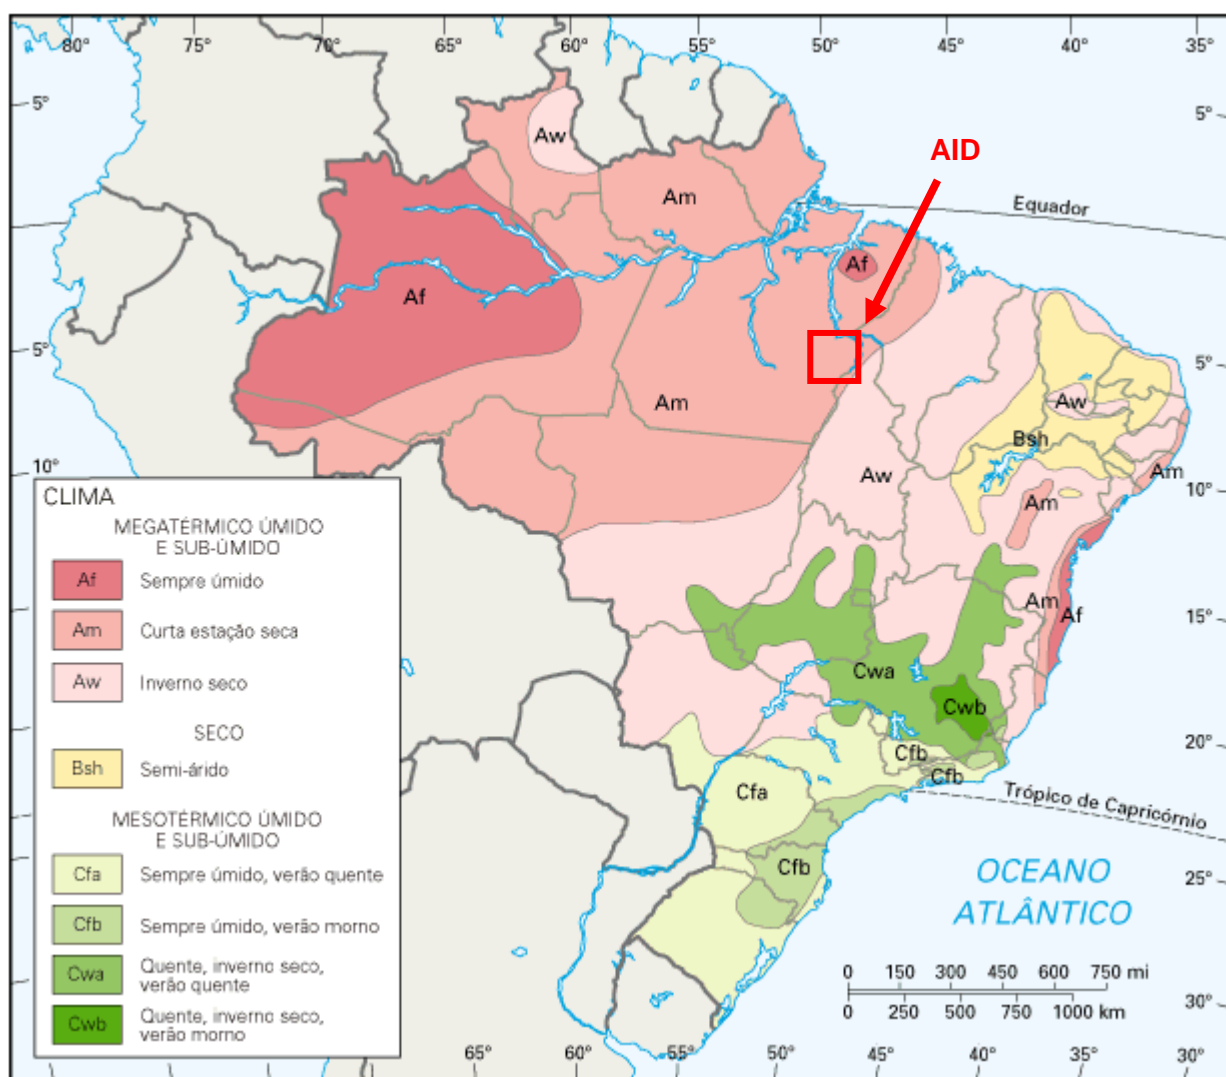 80° 75° 70° 65° 60° 55° 50° 45° 40° 35°
5°
5°
Aw
AID
Am
Equador
Af
Af
5°
5°
Am
Aw
Bsh
10°
Aw
Am
10°
Am
CLIMA
MEGATÉRMICO ÚMIDO
E SUB-ÚMIDO
Af Sempre úmido
Am Curta estação seca
Aw Inverno seco
SECO
Bsh Semi-árido
MESOTÉRMICO ÚMIDO
E SUB-ÚMIDO
Cfa Sempre úmido, verão quente
Cfb Sempre úmido, verão morno
Cwa Quente, inverno seco,
verão quente
Cwb Quente, inverno seco,
verão morno
Am
Af
15°
15°
Cwa
Cwb
20°
20°
Cfb
Cfb
Cfa
Trópico de Capricórnio
Cfb
OCEANO
ATLÂNTICO
25°
0 150 300 450 600 750 mi
0 250 500 750 1000 km
30°
65° 60° 55° 50° 45° 40° 35° 30°